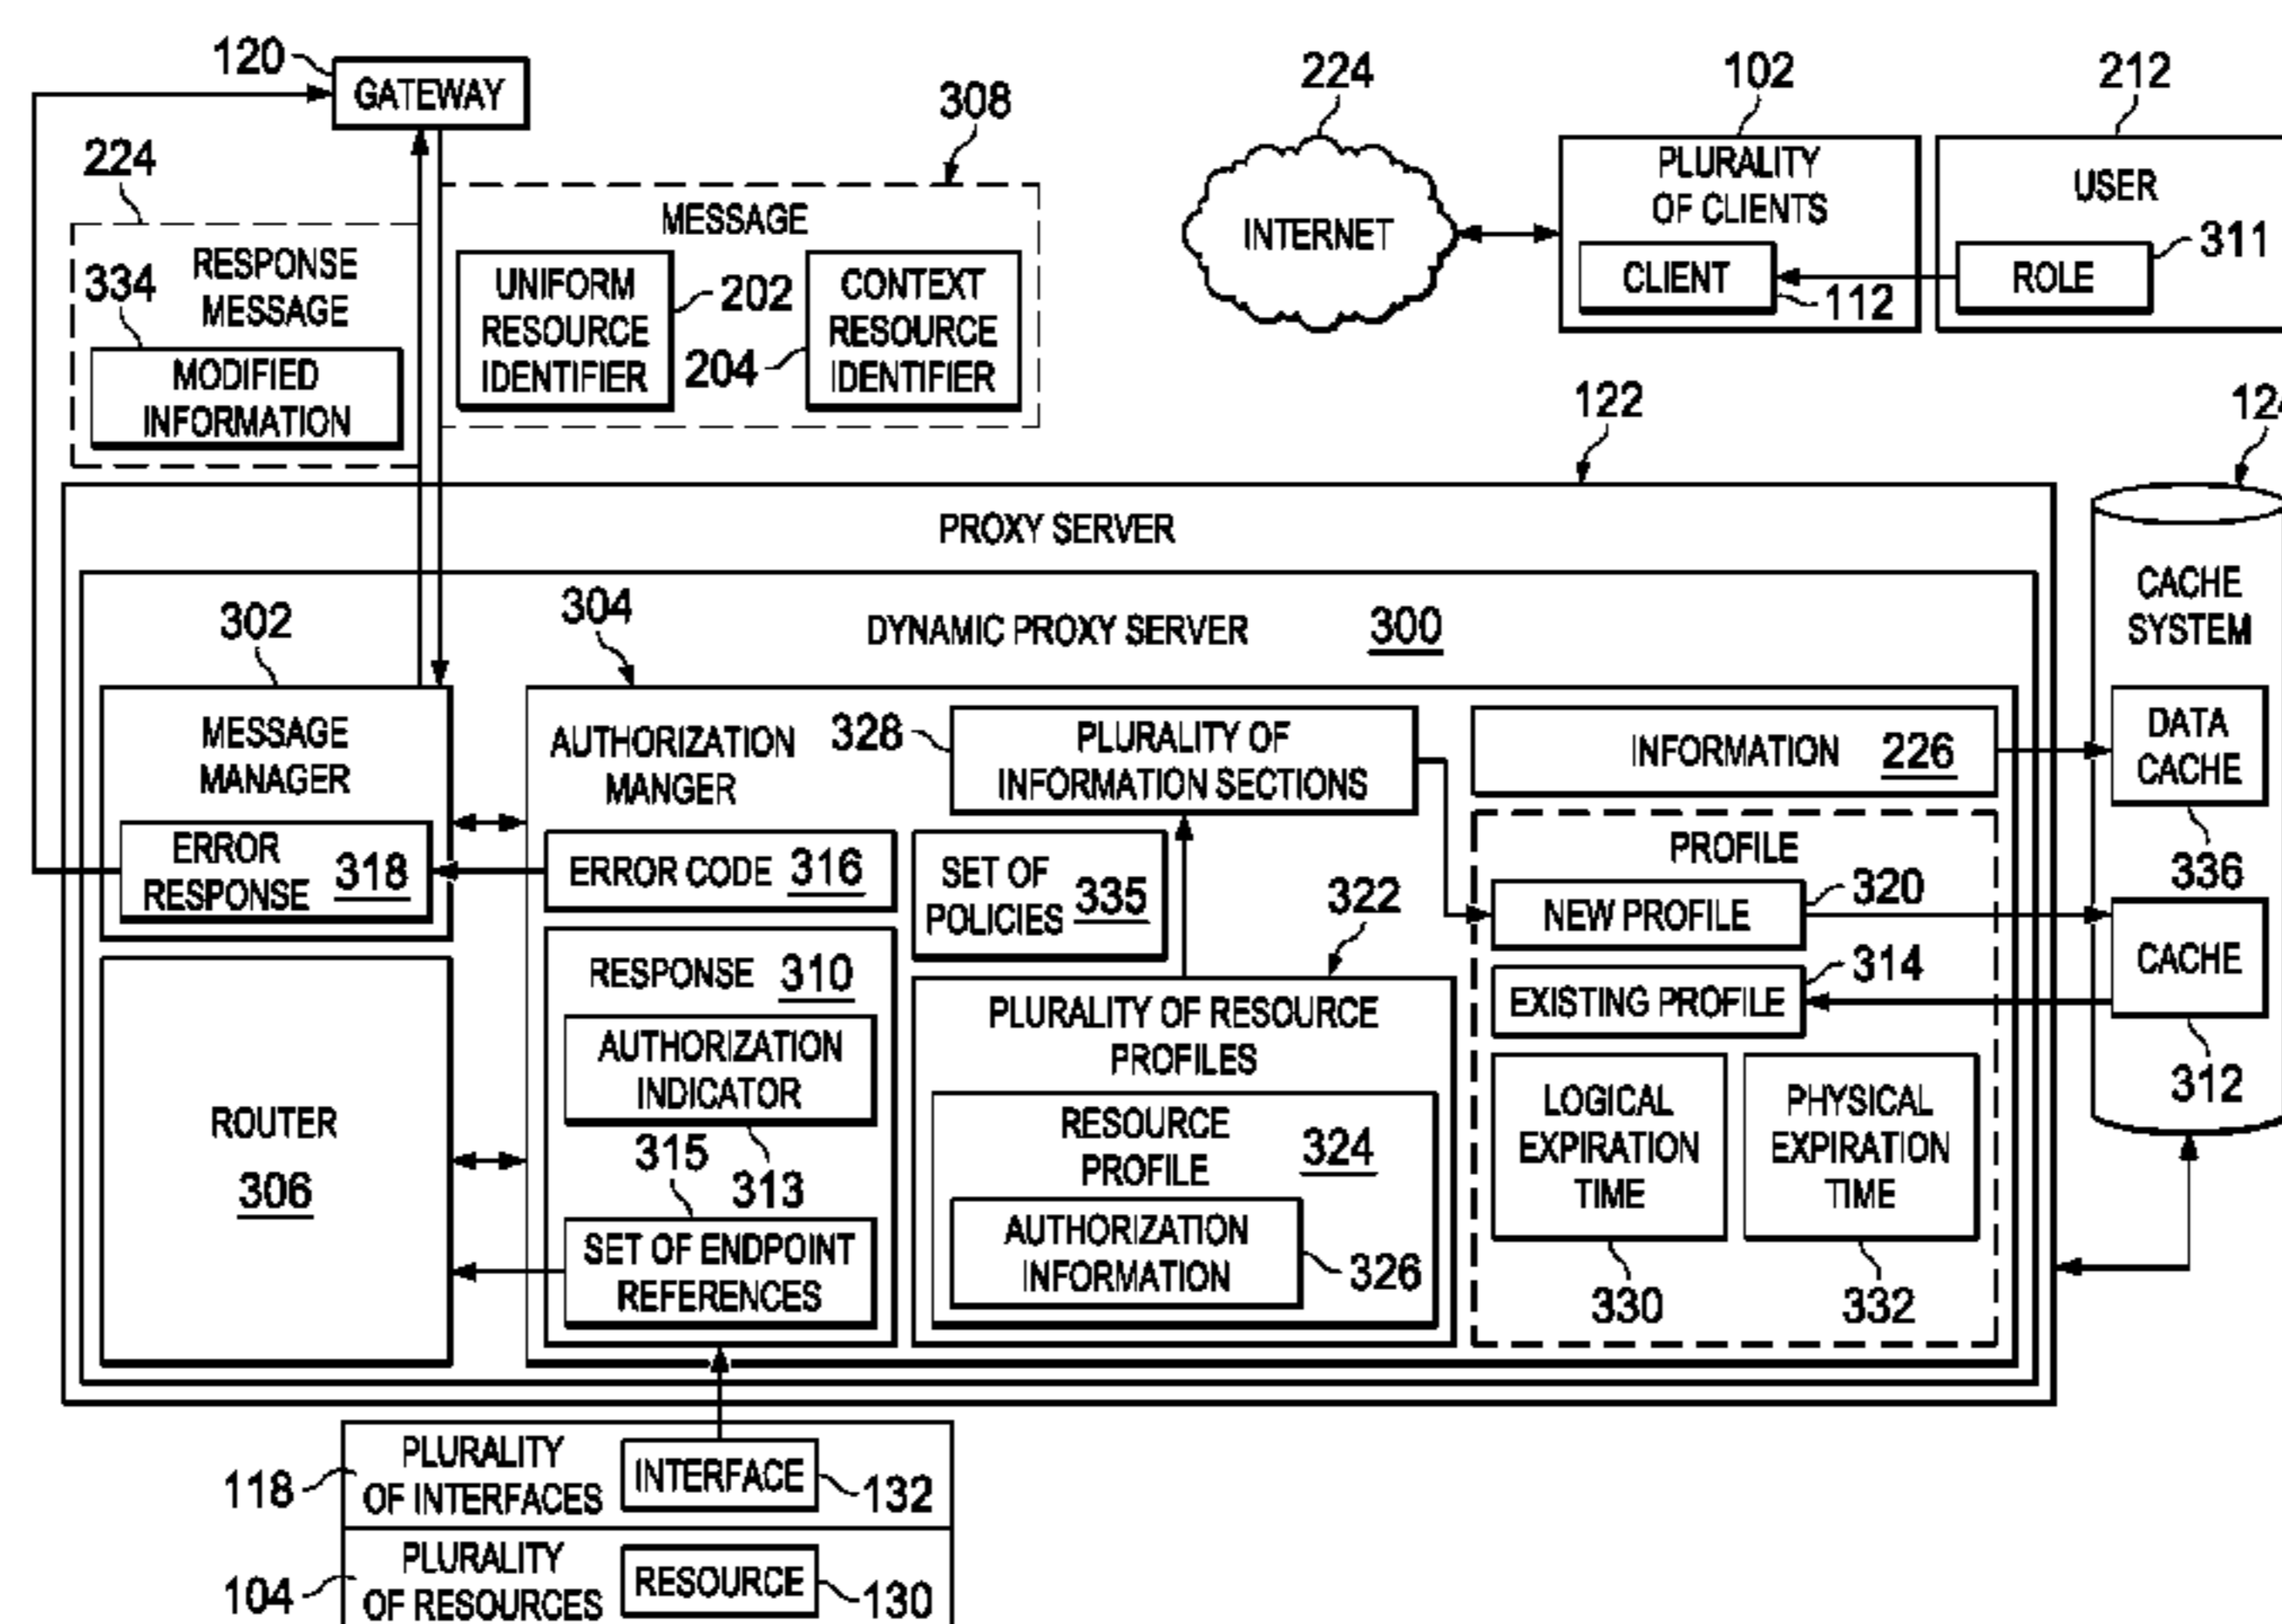 120
GATEWAY
308
224
102
212
224
MESSAGE
PLURALITY
OF CLIENTS
USER
INTERNET
CLIENT
112
ROLE
311
RESPONSE
MESSAGE
334
MODIFIED
INFORMATION
UNIFORM
RESOURCE
IDENTIFIER
202
204
CONTEXT
RESOURCE
IDENTIFIER
122
PROXY SERVER
CACHE
SYSTEM
302
304
DYNAMIC PROXY SERVER 300
MESSAGE
MANAGER
ERROR
RESPONSE 318
AUTHORIZATION
MANGER
328
PLURALITY OF
INFORMATION SECTIONS
INFORMATION 226
DATA
CACHE
336
ERROR CODE 316
SET OF
POLICIES 335
322
PROFILE
NEW PROFILE
320
EXISTING PROFILE
314
CACHE
312
ROUTER
306
RESPONSE 310
AUTHORIZATION
INDICATOR
315
313
SET OF ENDPOINT
REFERENCES
PLURALITY OF RESOURCE
PROFILES
RESOURCE
PROFILE
324
AUTHORIZATION
INFORMATION
326
LOGICAL
EXPIRATION
TIME
330
PHYSICAL
EXPIRATION
TIME
332
118
PLURALITY
OF INTERFACES
INTERFACE
132
104
PLURALITY
OF RESOURCES
RESOURCE
130